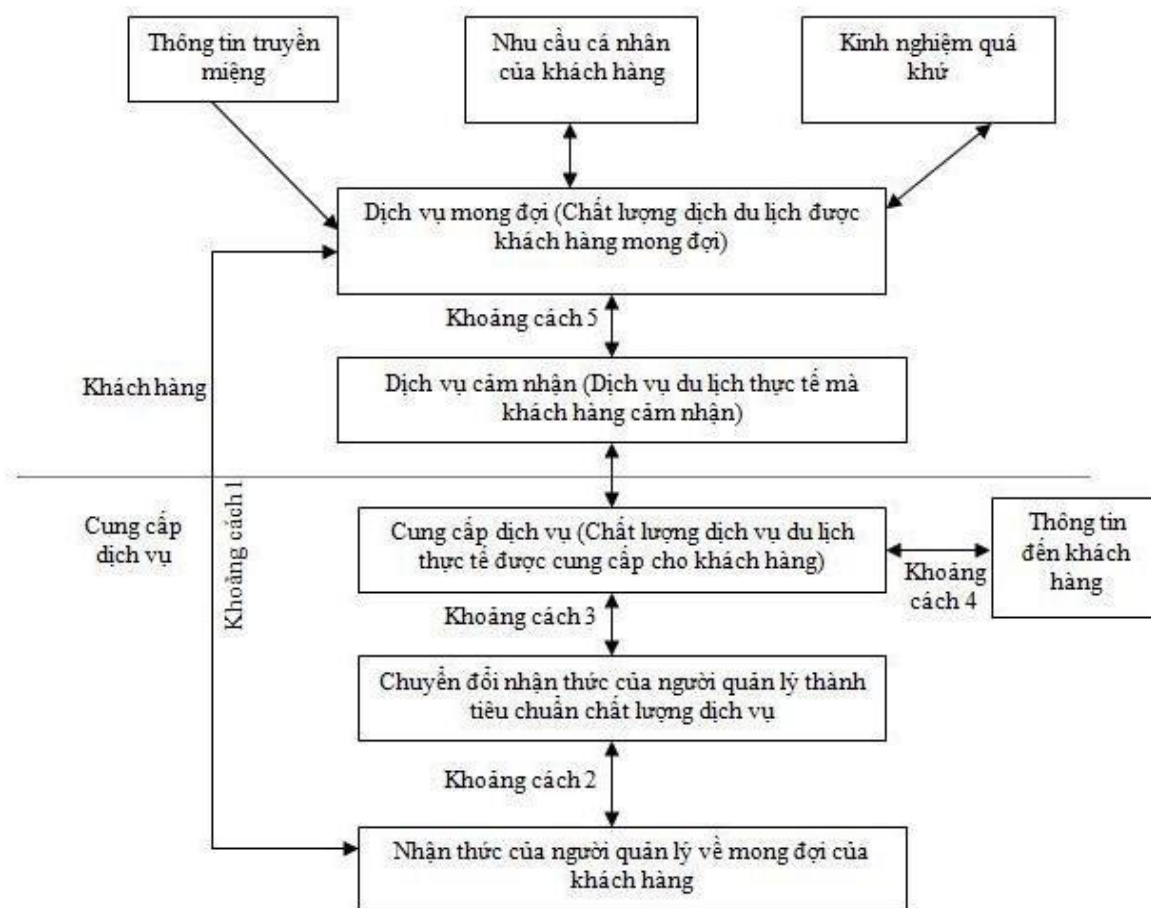 Thông tin truyền
miệng
Nhu cầu cá nhân
của khách hàng
Kinh nghiệm quá
khứ
Dịch vụ mong đợi (Chất lượng dịch du lịch được
khách hàng mong đợi)
Khoảng cách 5
Khách hàng
Dịch vụ cảm nhận (Dịch vụ du lịch thực tế mà
khách hàng cảm nhận)
Khoảng cách 1
Cung cấp
dịch vụ
Cung cấp dịch vụ (Chất lượng dịch vụ du lịch
thực tế được cung cấp cho khách hàng)
Thông tin
đến khách
hàng
Khoảng
cách 4
Khoảng cách 3
Chuyển đổi nhận thức của người quản lý thành
tiêu chuẩn chất lượng dịch vụ
Khoảng cách 2
Nhận thức của người quản lý về mong đợi của
khách hàng